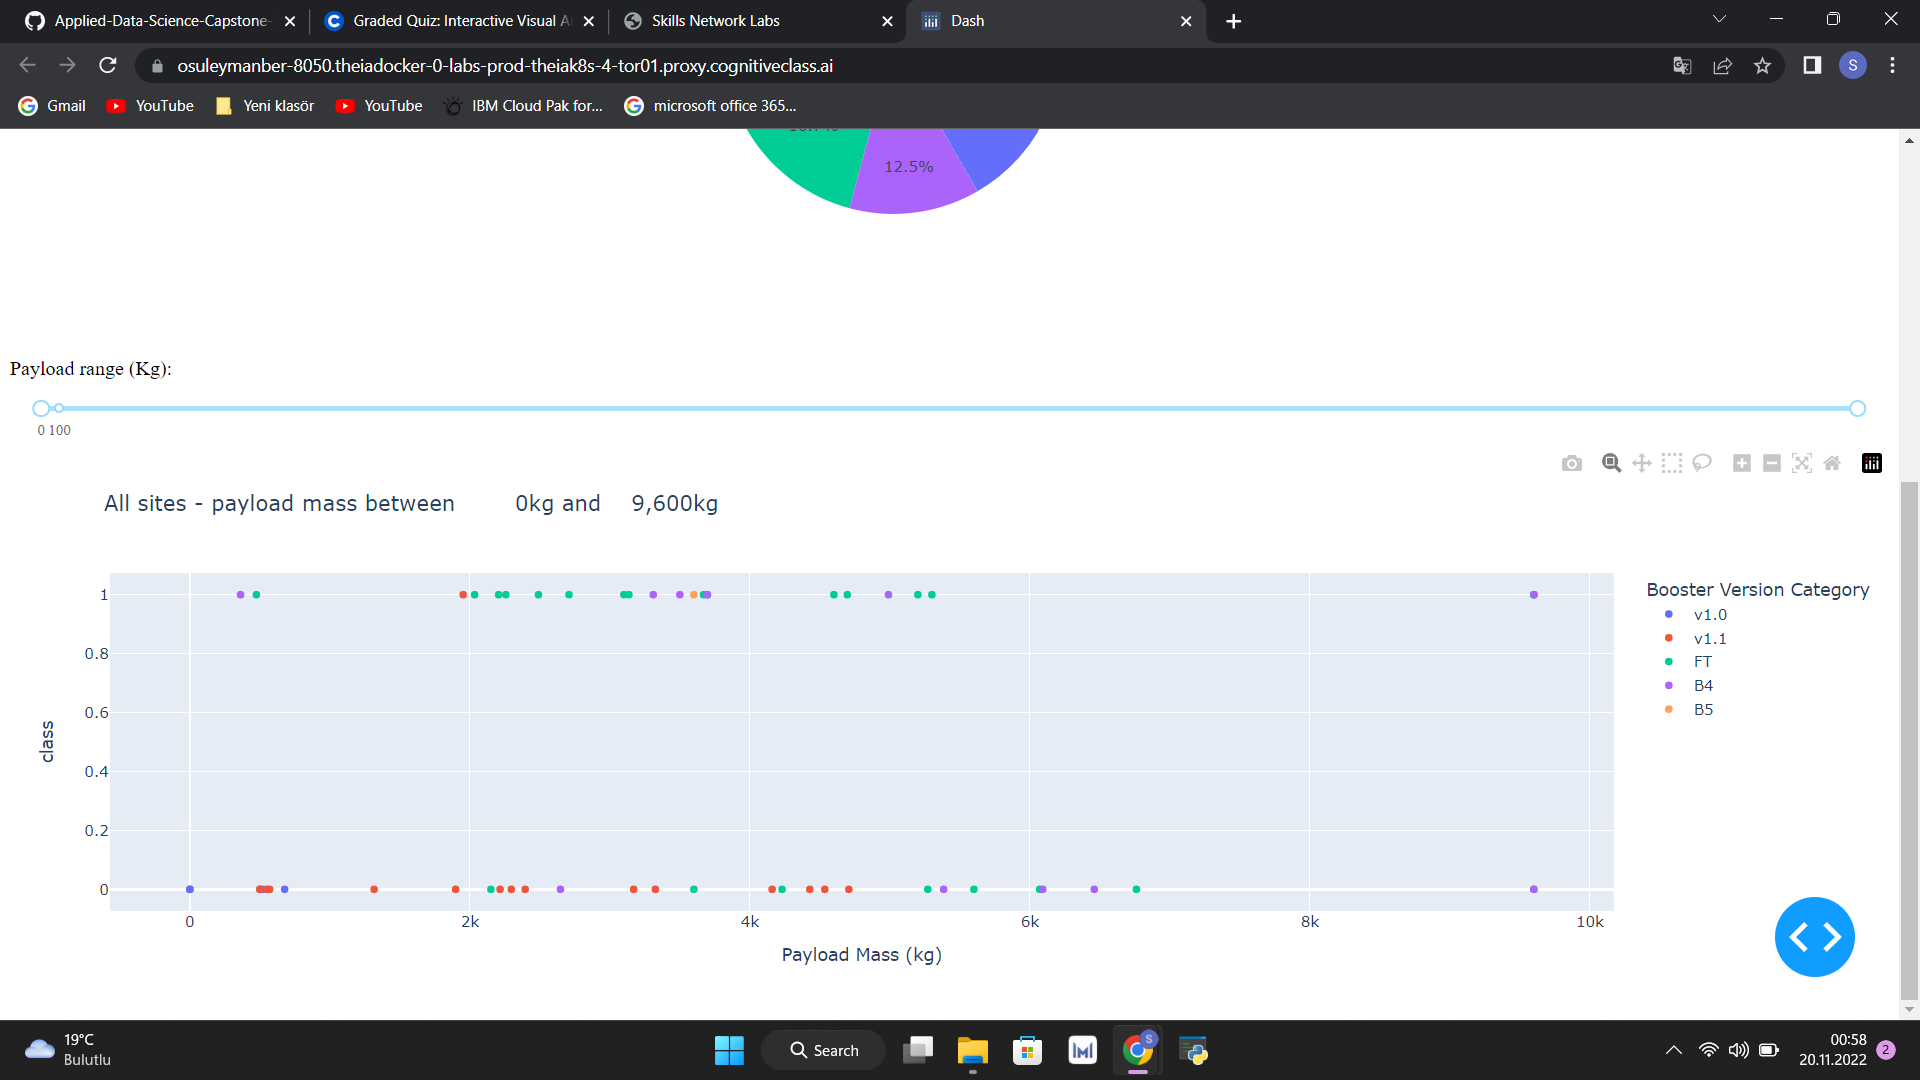 Applied-Data-Science-Capstone-
Graded Quiz: Interactive Visual A
Skills Network Labs
Dash
osuleymanber-8050.theiadocker-0-labs-prod-theiak8s-4-tor01.proxy.cognitiveclass.ai
S
Gmail
YouTube
Yeni klasör
YouTube
IBM Cloud Pak for...
microsoft office 365...
12.5%
Payload range (Kg):
0 100
All sites - payload mass between 0kg and 9,600kg
1
0.8
0.6
0.4
0.2
0
class
0
2k
4k
6k
8k
10k
Payload Mass (kg)
Booster Version Category
v1.0
v1.1
FT
B4
B5
19°C
Bulutlu
Search
S
00:58
20.11.2022
2